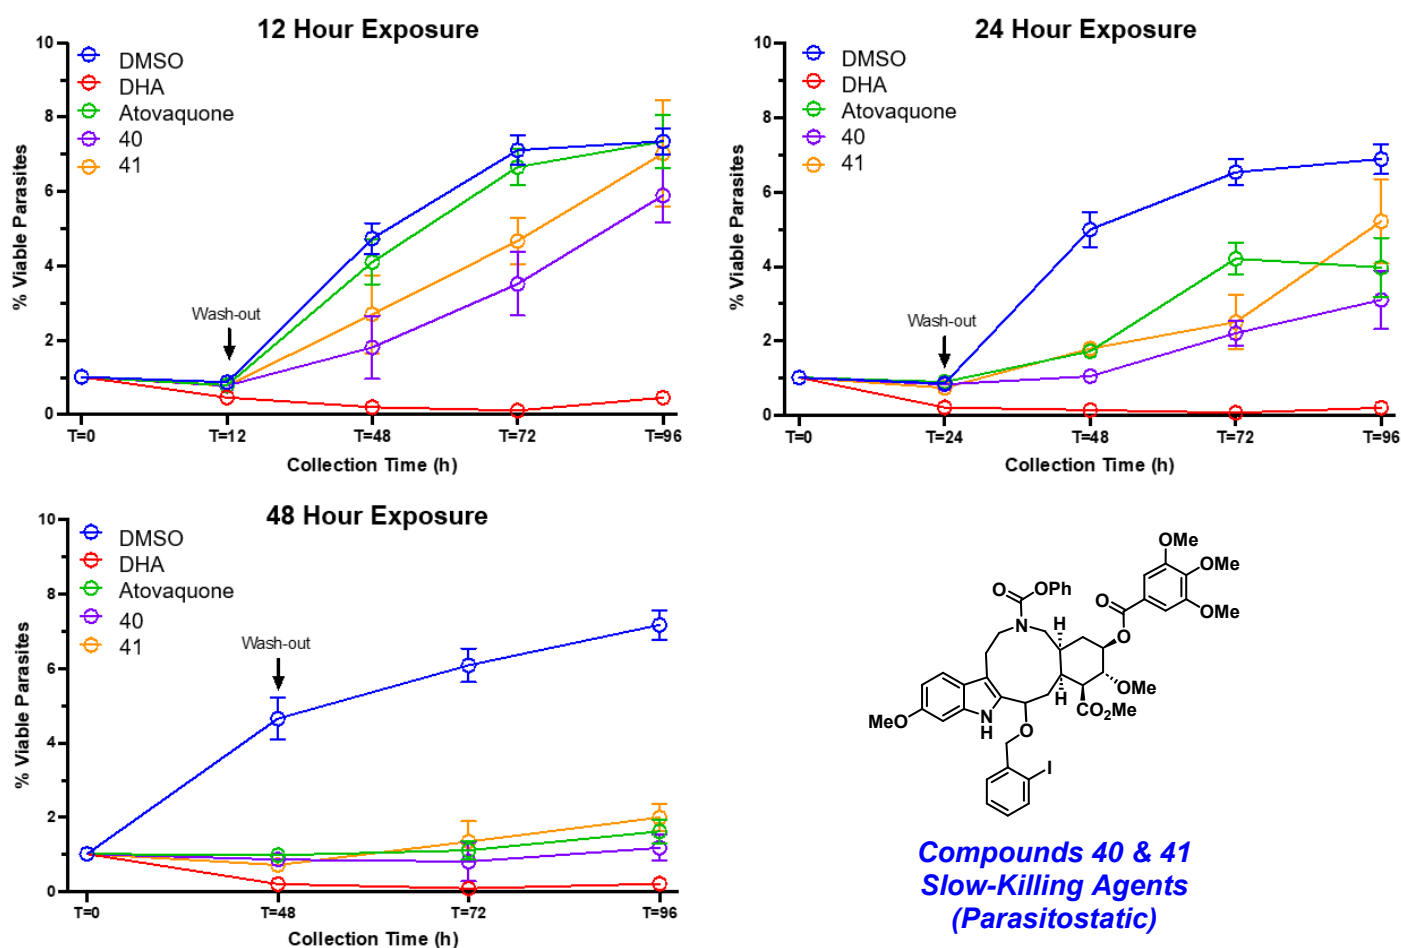 12 Hour Exposure
10
8
6
4
2
0
% Viable Parasites
DMSO
DHA
Atovaquone
40
41
Wash-out
T=0
T=12
T=48
T=72
T=96
Collection Time (h)
24 Hour Exposure
10
8
6
4
2
0
% Viable Parasites
DMSO
DHA
Atovaquone
40
41
Wash-out
T=0
T=24
T=48
T=72
T=96
Collection Time (h)
48 Hour Exposure
10
8
6
4
2
0
% Viable Parasites
DMSO
DHA
Atovaquone
40
41
Wash-out
T=0
T=48
T=72
T=96
Collection Time (h)
OMe
OMe
OMe
O
O
O
OPh
N
H
H
OMe
CO₂Me
MeO
N
H
O
I
Compounds 40 & 41
Slow-Killing Agents
(Parasitostatic)